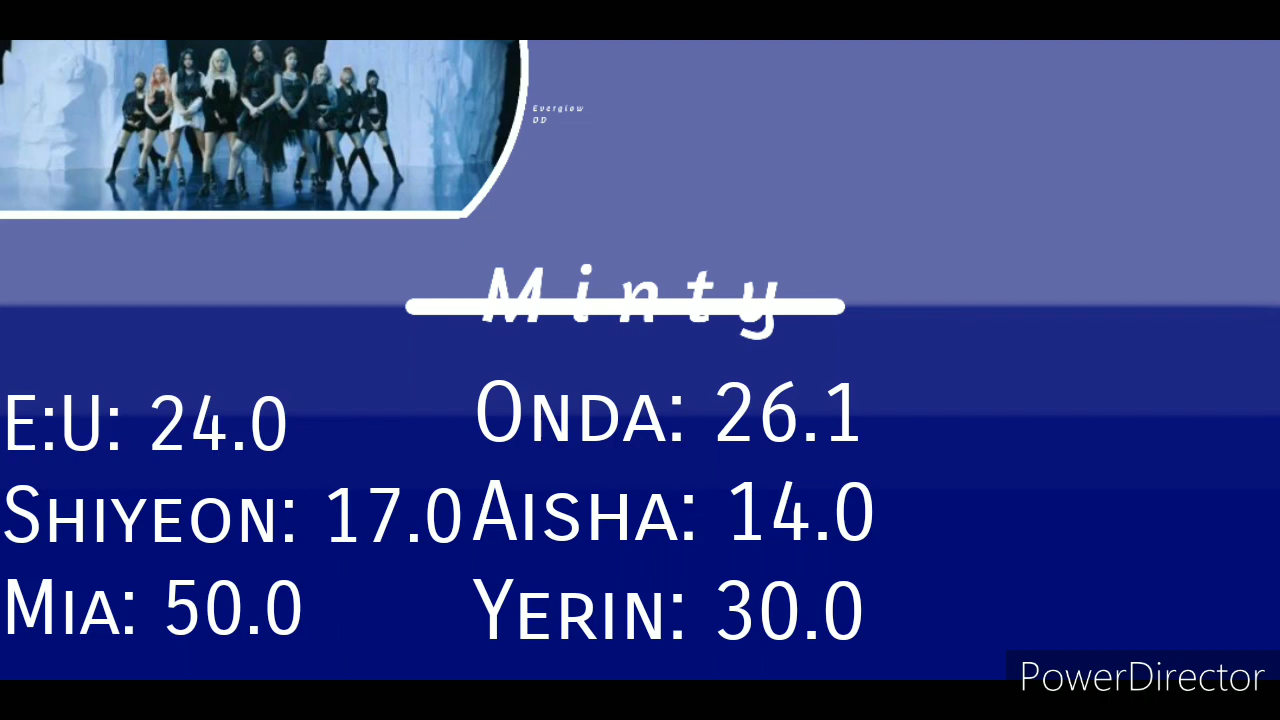 Everglow
DD
Minty
E:U: 24.0
Shiyeon: 17.0
Mia: 50.0
Onda: 26.1
Aisha: 14.0
Yerin: 30.0
PowerDirector